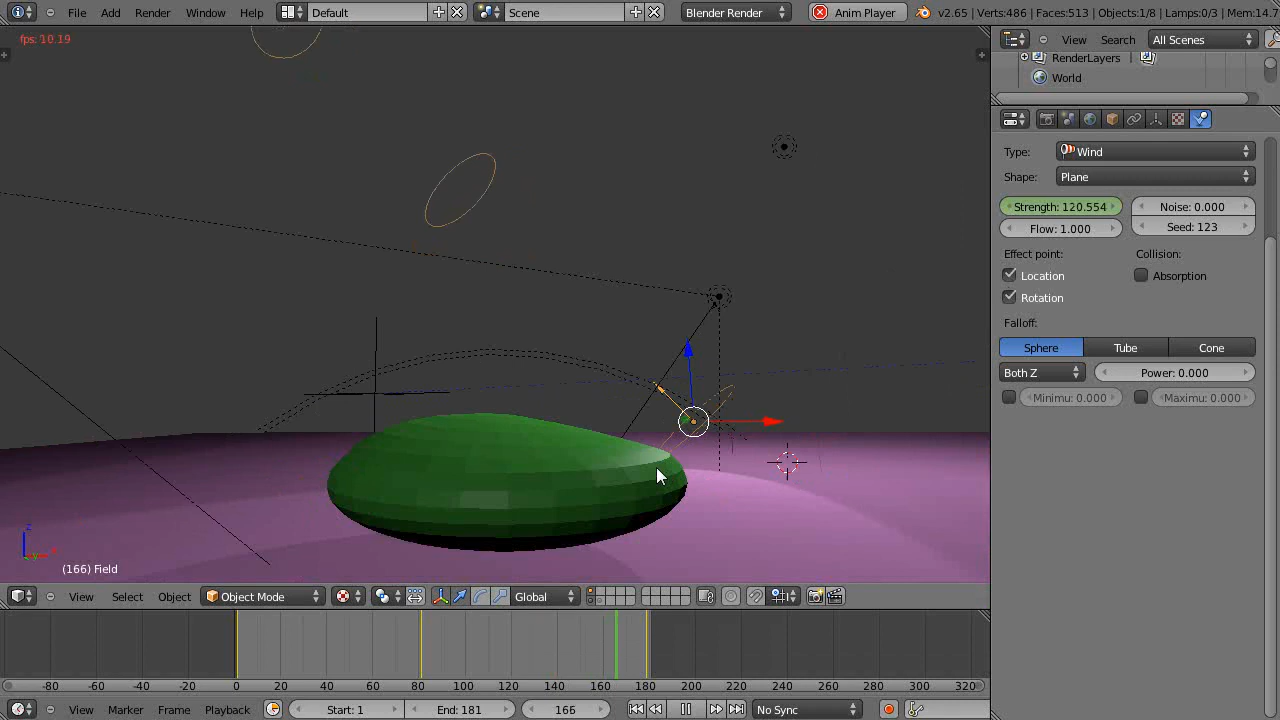 File Add Render Window Help Default Scene Blender Render Anim Player v2.65 | Verts:486 | Faces:513 | Objects:1/8 | Lamps:0/3 | Mem:14.7
fps: 10.19
View Search All Scenes
RenderLayers
World
Type: Wind
Shape: Plane
Strength: 120.554 Noise: 0.000
Flow: 1.000 Seed: 123
Effect point: Collision:
Location Absorption
Rotation
Falloff:
Sphere Tube Cone
Both Z Power: 0.000
Minimu: 0.000 Maximu: 0.000
z
(166) Field
View Select Object Object Mode Global
-80 -60 -40 -20 0 20 40 60 80 100 120 140 160 180 200 220 240 260 280 300 320
View Marker Frame Playback Start: 1 End: 181 166 No Sync